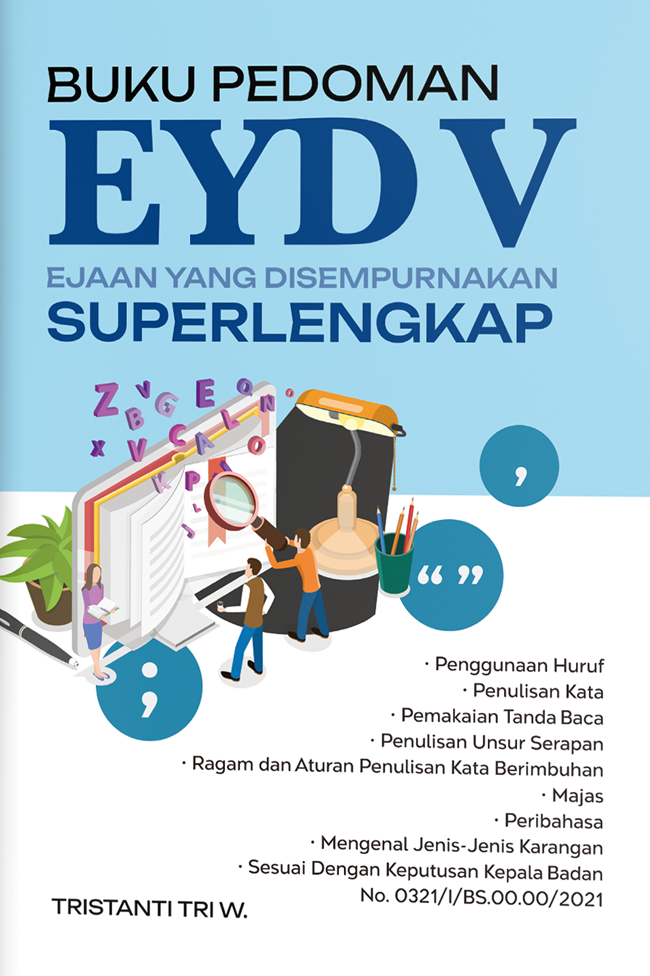 BUKU PEDOMAN
EYD V
EJAAN YANG DISEMPURNAKAN
SUPERLENGKAP
Z V G E O N O
B
X V C A L
K P A O
L
J
,
“ ”
;
· Penggunaan Huruf
· Penulisan Kata
· Pemakaian Tanda Baca
· Penulisan Unsur Serapan
· Ragam dan Aturan Penulisan Kata Berimbuhan
· Majas
· Peribahasa
· Mengenal Jenis-Jenis Karangan
· Sesuai Dengan Keputusan Kepala Badan
No. 0321/I/BS.00.00/2021
TRISTANTI TRI W.